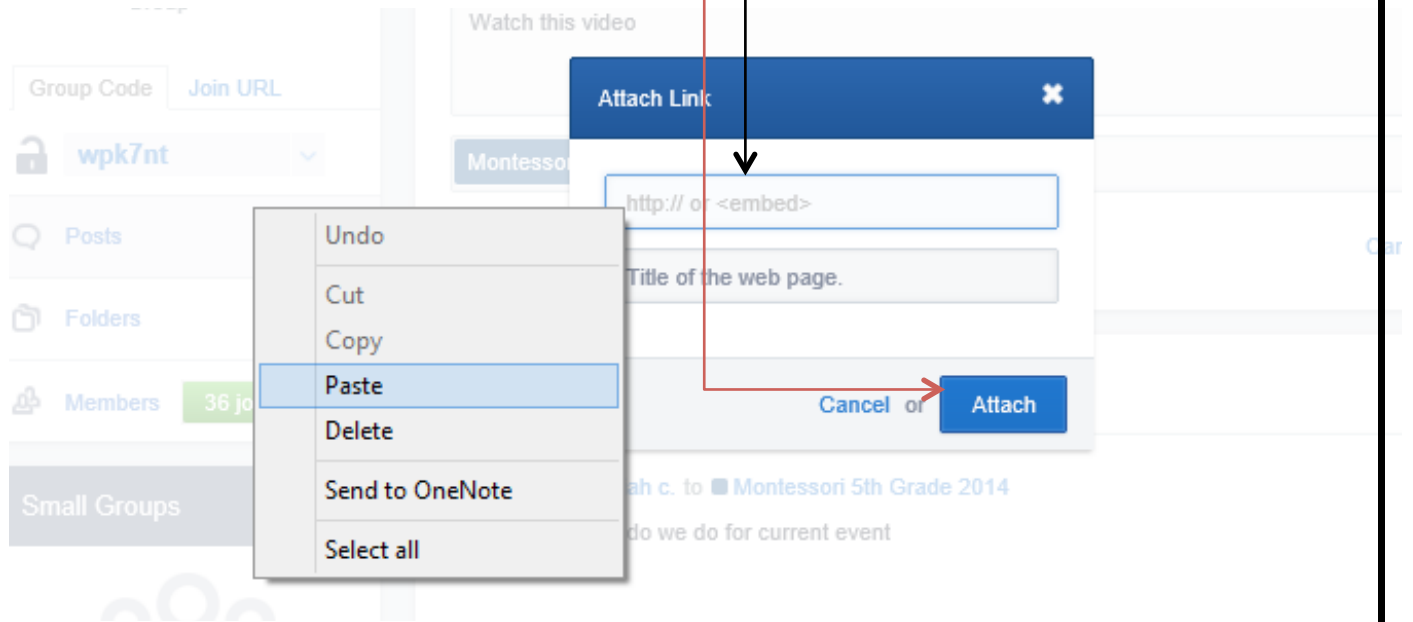 Group
Watch this video
Group Code Join URL
Attach Link
wpk7nt
Montessor
http:// or <embed>
Posts
Title of the web page.
Folders
Members 36 jo
Cancel or Attach
Undo
Cut
Copy
Paste
Delete
Send to OneNote
Select all
Small Groups
ah c. to Montessori 5th Grade 2014
do we do for current event